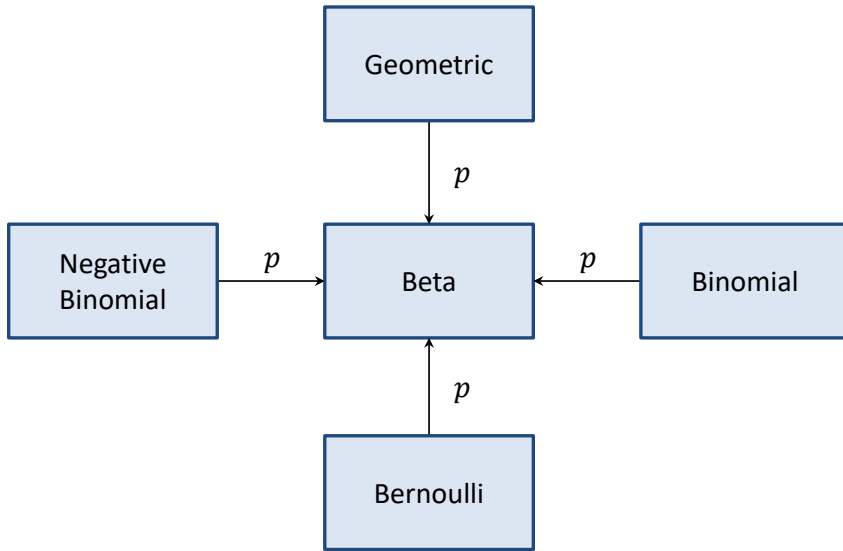 Geometric
p
Negative
Binomial
p
Beta
p
Binomial
p
Bernoulli